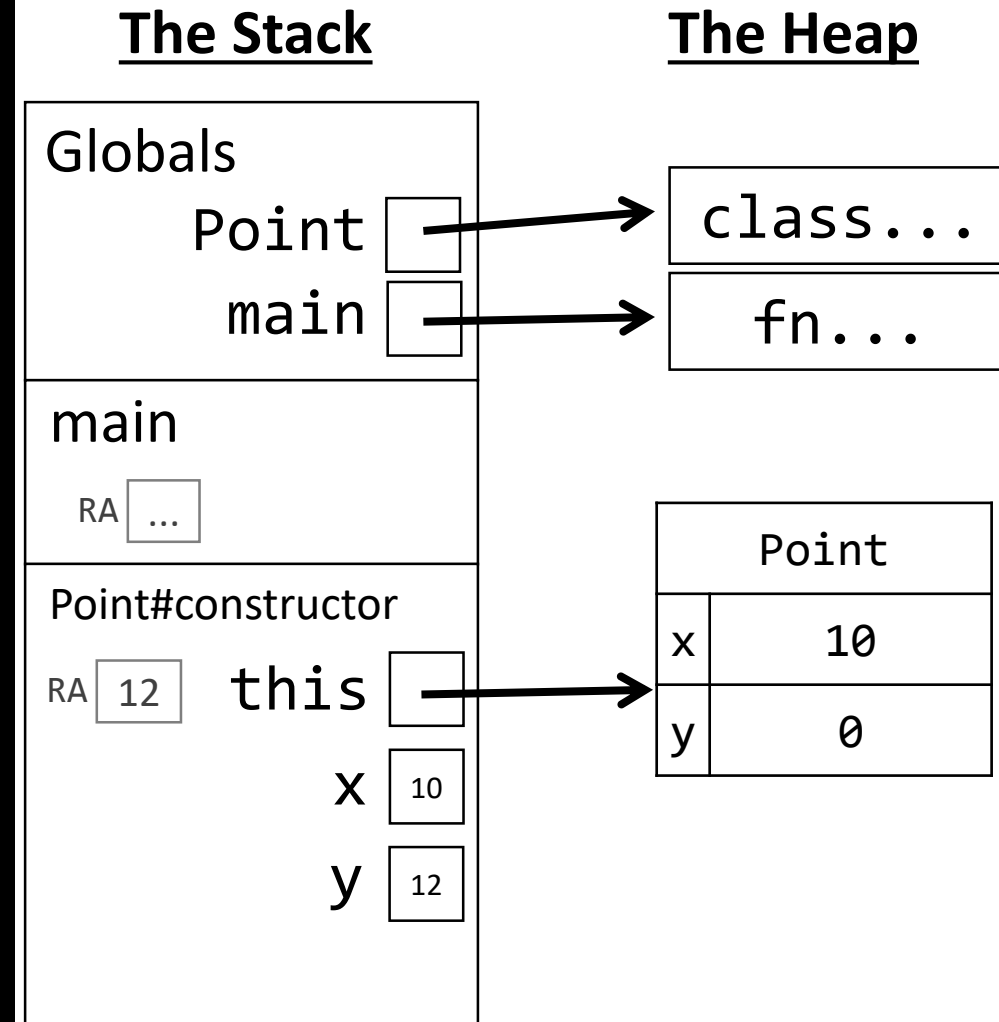 The Stack
The Heap
Globals
Point
class...
main
fn...
main
RA ...
Point
Point#constructor
x 10
RA 12 this
y 0
x 10
y 12